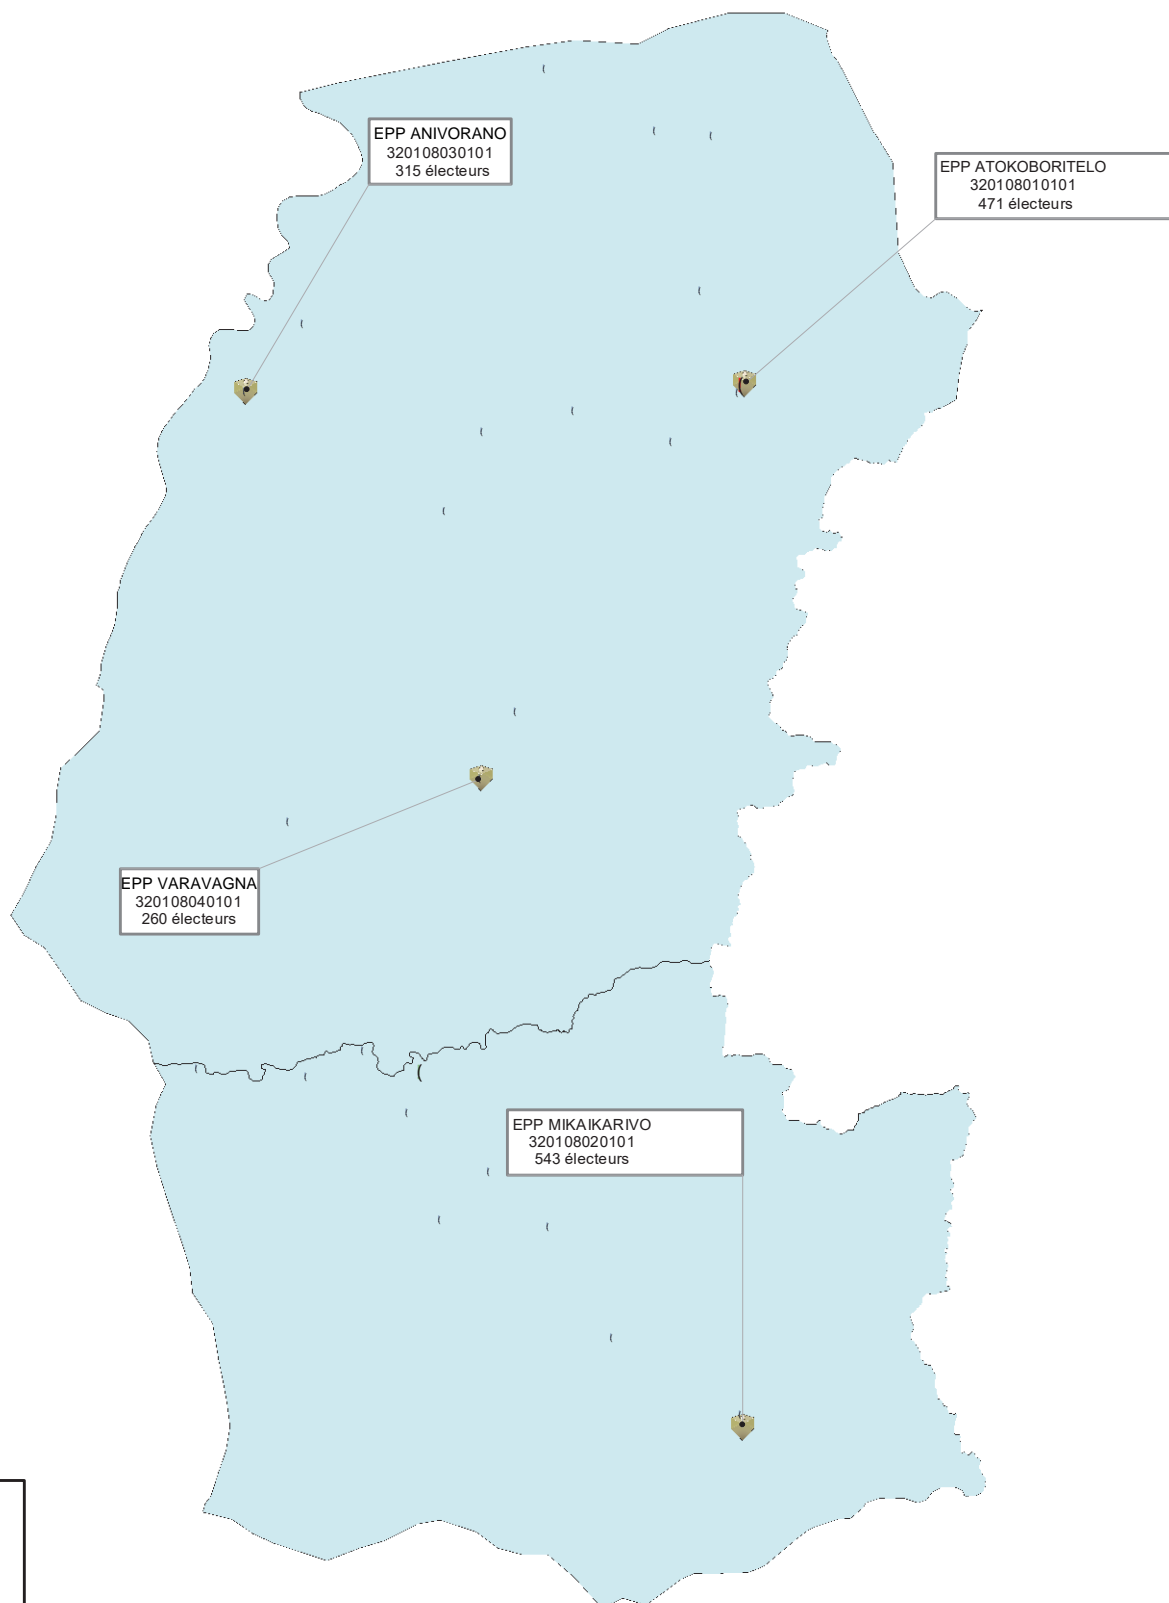 EPP ANIVORANO
320108030101
315 électeurs
EPP ATOKOBORITELO
320108010101
471 électeurs
EPP VARAVAGNA
320108040101
260 électeurs
EPP MIKAIKARIVO
320108020101
543 électeurs